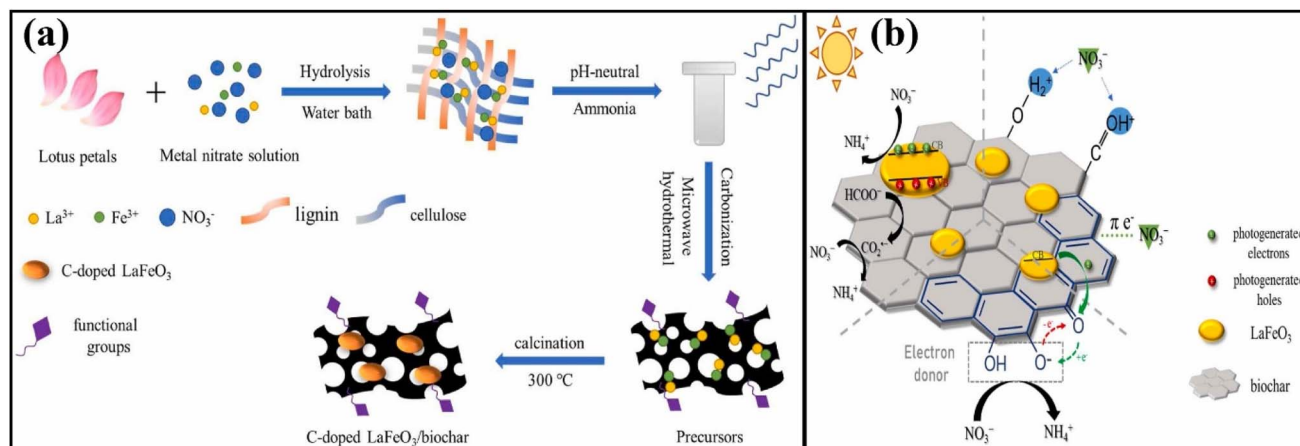 (a)
Hydrolysis
Water bath
pH-neutral
Ammonia
Lotus petals
Metal nitrate solution
La³⁺
Fe³⁺
NO₃⁻
lignin
cellulose
C-doped LaFeO₃
functional
groups
Carbonization
Microwave
hydrothermal
calcination
300 °C
C-doped LaFeO₃/biochar
Precursors
(b)
NO₃⁻
H₂⁺
O
OH⁺
C
NO₃⁻
NH₄⁺
CB
VB
HCOO⁻
CO₂•⁻
NO₃⁻
NH₄⁺
π e⁻
NO₃⁻
CB
O
-e⁻
+e⁻
Electron
donor
OH
O-
NO₃⁻
NH₄⁺
photogenerated
electrons
photogenerated
holes
LaFeO₃
biochar